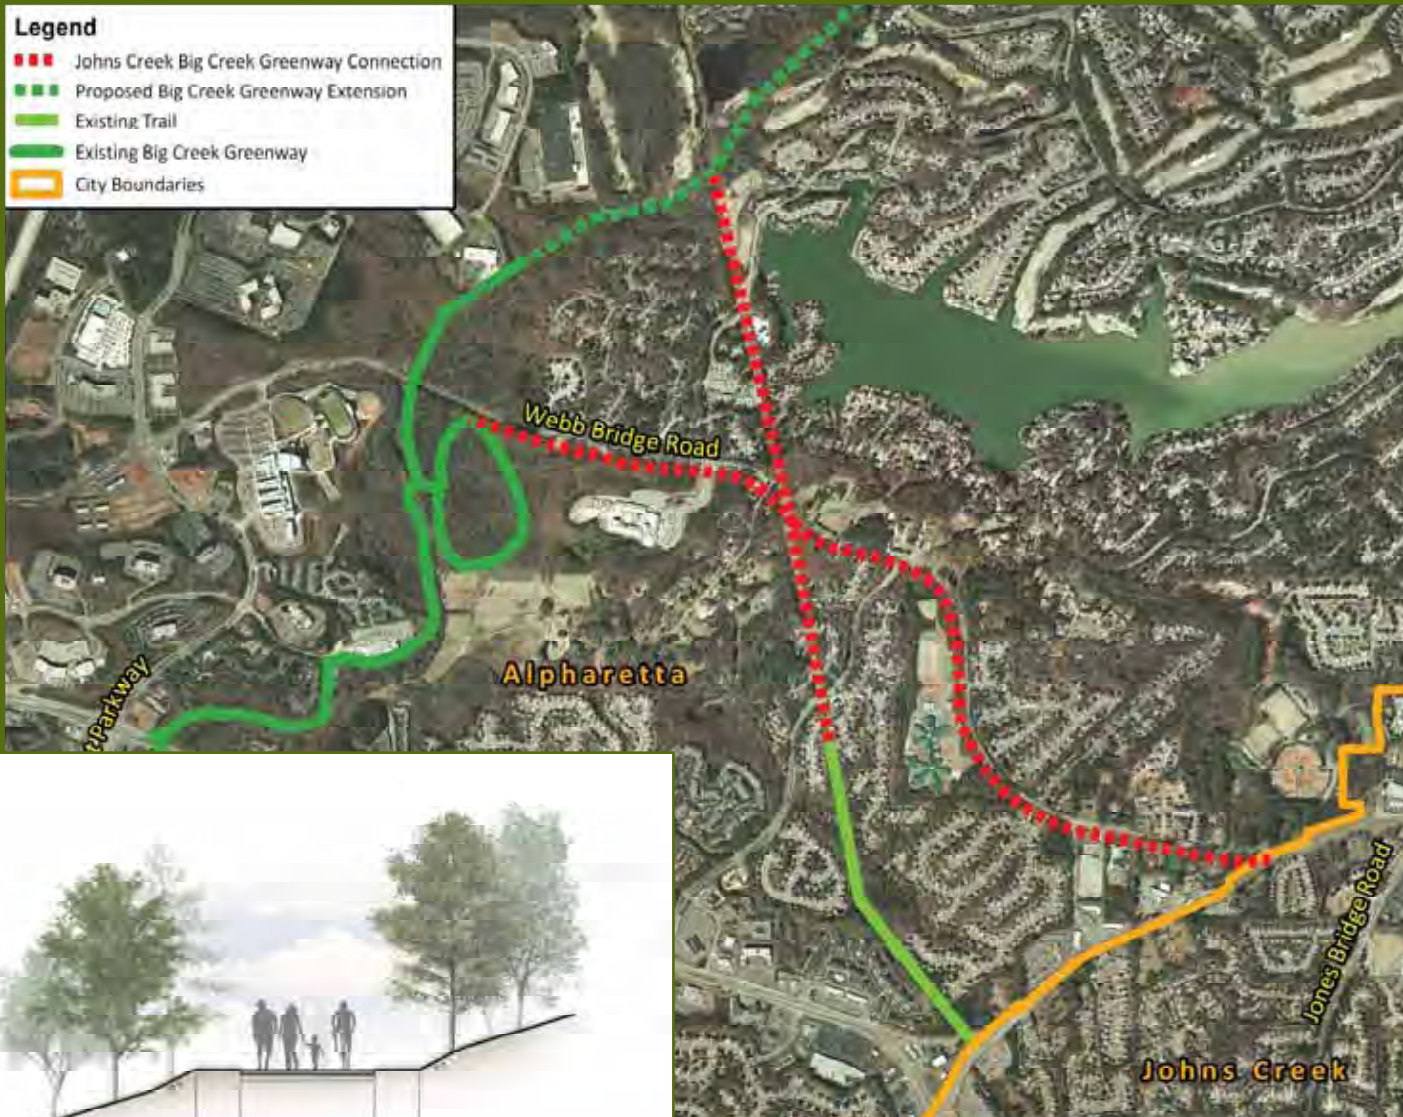 Legend
Johns Creek Big Creek Greenway Connection
Proposed Big Creek Greenway Extension
Existing Trail
Existing Big Creek Greenway
City Boundaries
Webb Bridge Road
Alpharetta
t Parkway
Jones Bridge Road
Johns Creek